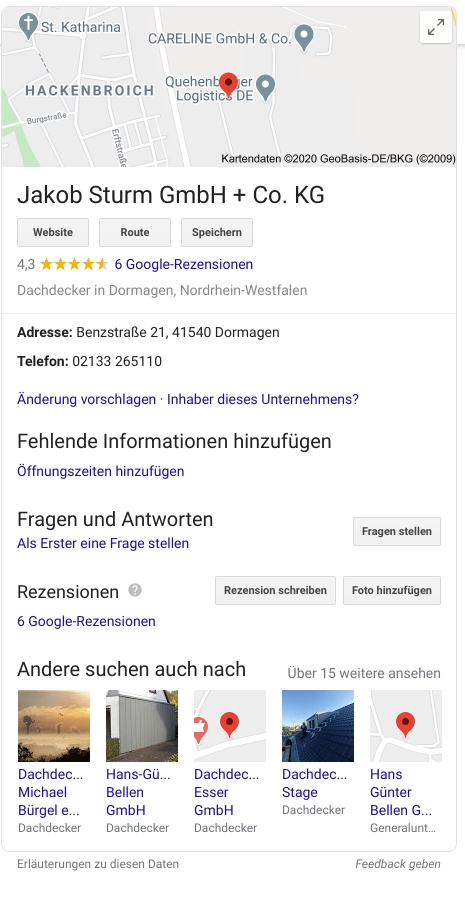 St. Katharina
CARELINE GmbH & Co.
HACKENBROICH
Quehenberger
Logistics DE
Burgstraße
Erftstraße
Kartendaten ©2020 GeoBasis-DE/BKG (©2009)
Jakob Sturm GmbH + Co. KG
Website Route Speichern
4,3 6 Google-Rezensionen
Dachdecker in Dormagen, Nordrhein-Westfalen
Adresse: Benzstraße 21, 41540 Dormagen
Telefon: 02133 265110
Änderung vorschlagen · Inhaber dieses Unternehmens?
Fehlende Informationen hinzufügen
Öffnungszeiten hinzufügen
Fragen und Antworten
Fragen stellen
Als Erster eine Frage stellen
Rezensionen ? Rezension schreiben Foto hinzufügen
6 Google-Rezensionen
Andere suchen auch nach Über 15 weitere ansehen
Dachdec... Hans-Gü... Dachdec... Dachdec... Hans
Michael Bellen Esser Stage Günter
Bürgel e... GmbH GmbH Dachdecker Bellen G...
Dachdecker Dachdecker Dachdecker Generalunt...
Erläuterungen zu diesen Daten Feedback geben